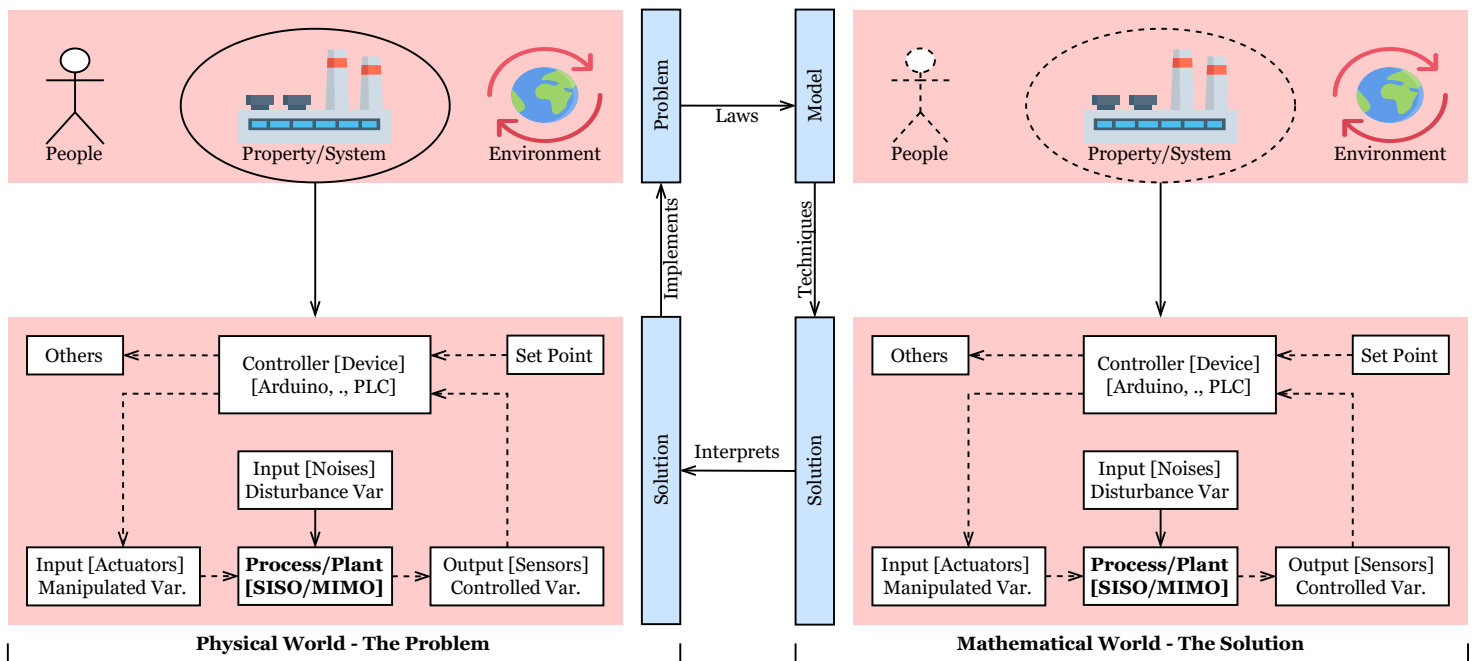 People
Property/System
Environment
Problem
Laws
Model
People
Property/System
Environment
Implements
Techniques
Others
Controller [Device]
[Arduino, ., PLC]
Set Point
Input [Noises]
Disturbance Var
Input [Actuators]
Manipulated Var.
Process/Plant
[SISO/MIMO]
Output [Sensors]
Controlled Var.
Solution
Interprets
Solution
Others
Controller [Device]
[Arduino, ., PLC]
Set Point
Input [Noises]
Disturbance Var
Input [Actuators]
Manipulated Var.
Process/Plant
[SISO/MIMO]
Output [Sensors]
Controlled Var.
Physical World - The Problem
Mathematical World - The Solution